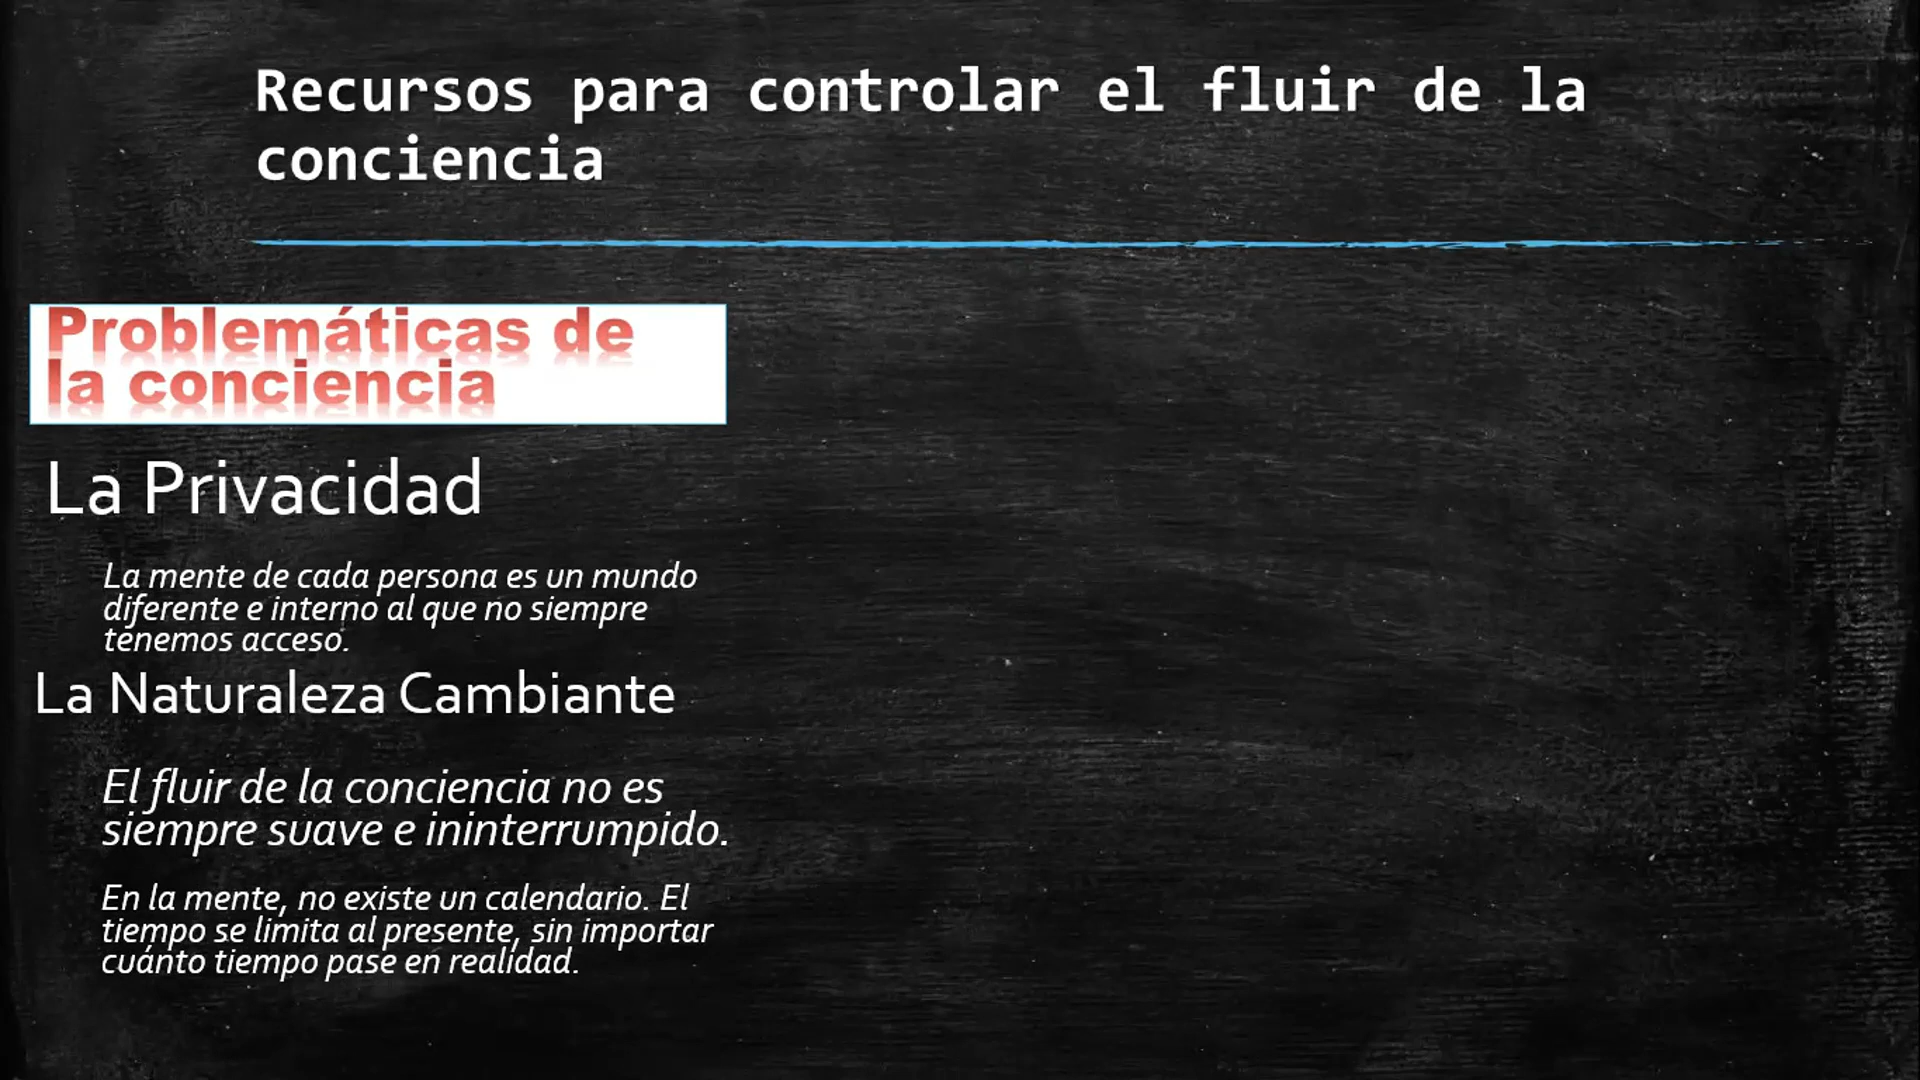 Recursos para controlar el fluir de la
conciencia
Problemáticas de
la conciencia
La Privacidad
La mente de cada persona es un mundo
diferente e interno al que no siempre
tenemos acceso.
La Naturaleza Cambiante
El fluir de la conciencia no es
siempre suave e ininterrumpido.
En la mente, no existe un calendario. El
tiempo se limita al presente, sin importar
cuánto tiempo pase en realidad.